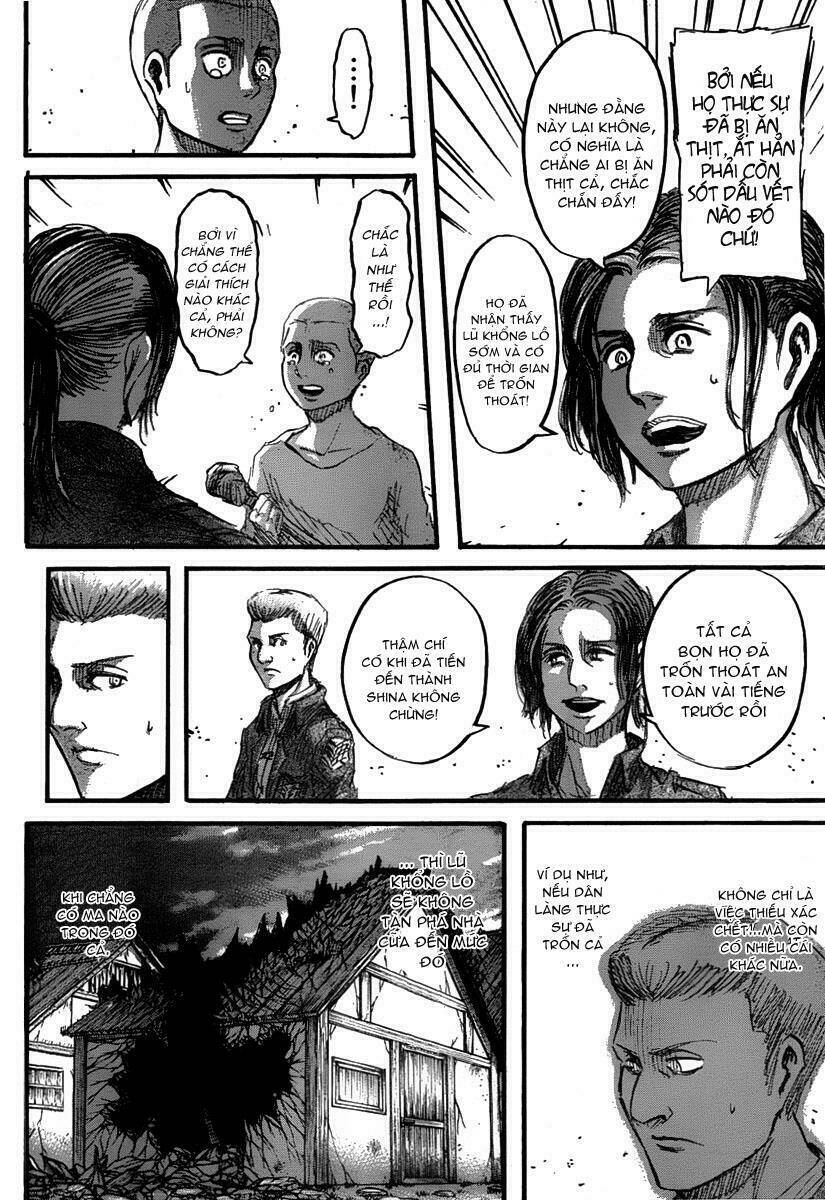 BỞI NẾU
HỌ THỰC SỰ
ĐÃ BỊ ĂN
THỊT, ẮT HẲN
PHẢI CÒN
SÓT DẤU VẾT
NÀO ĐÓ
CHỨ!
NHƯNG ĐẰNG
NÀY LẠI KHÔNG,
CÓ NGHĨA LÀ
CHẲNG AI BỊ ĂN
THỊT CẢ, CHẮC
CHẮN ĐẤY!
HỌ ĐÃ
NHẬN THẤY
LŨ KHỔNG LỒ
SỚM VÀ CÓ
ĐỦ THỜI GIAN
ĐỂ TRỐN
THOÁT!
...!
CHẮC
LÀ
NHƯ
THẾ
RỒI
...!
BỞI VÌ
CHẲNG THỂ
CÓ CÁCH
GIẢI THÍCH
NÀO KHÁC
CẢ, PHẢI
KHÔNG?
TẤT CẢ
BỌN HỌ ĐÃ
TRỐN THOÁT AN
TOÀN VÀI TIẾNG
TRƯỚC RỒI
THẬM CHÍ
CÓ KHI ĐÃ TIẾN
ĐẾN THÀNH
SHINA KHÔNG
CHỪNG!
KHÔNG CHỈ LÀ
VIỆC THIẾU XÁC
CHẾT!...MÀ CÒN
CÓ NHIỀU CÁI
KHÁC NỮA.
VÍ DỤ NHƯ,
NẾU DÂN
LÀNG THỰC
SỰ ĐÃ
TRỐN CẢ
...
... THÌ LŨ
KHỔNG LỒ
SẼ KHÔNG
TÀN PHÁ NHÀ
CỬA ĐẾN MỨC
ĐÓ
KHI CHẲNG
CÓ MA NÀO
TRONG ĐÓ
CẢ.